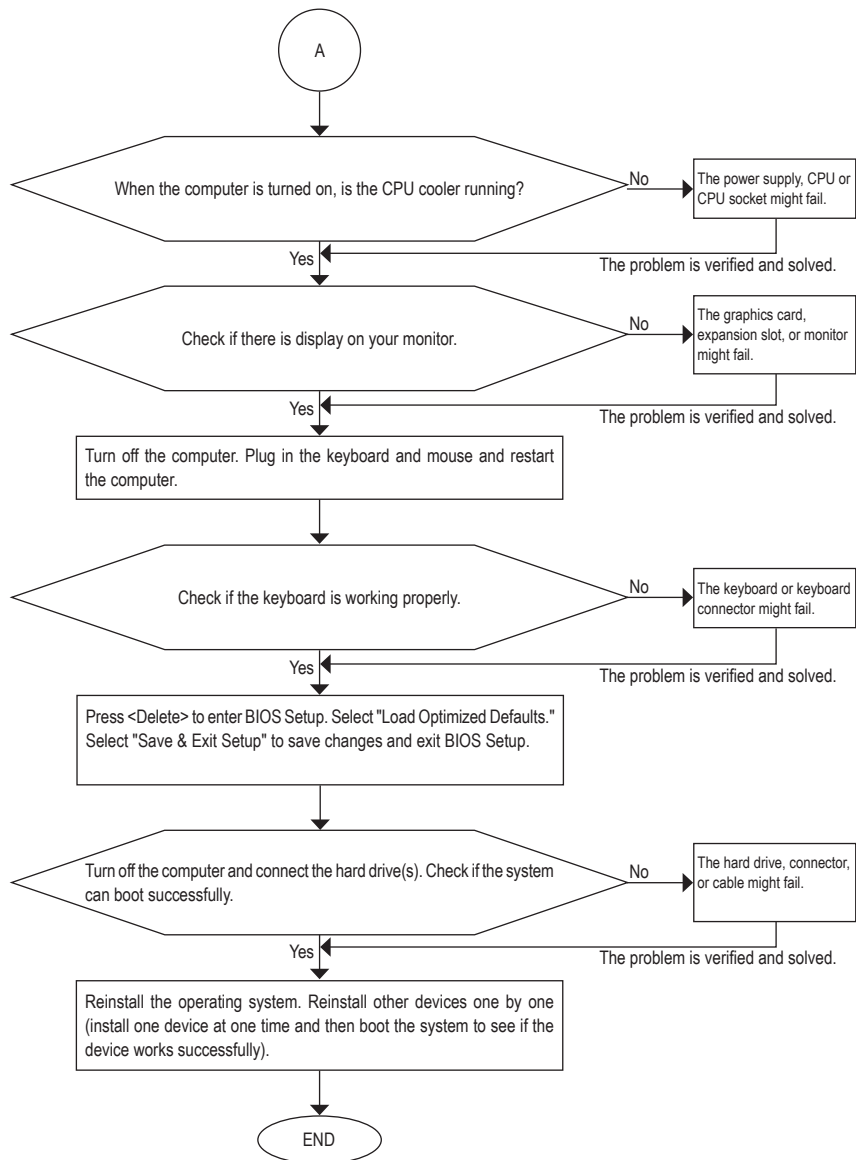 A
When the computer is turned on, is the CPU cooler running?
No
The power supply, CPU or
CPU socket might fail.
Yes
The problem is verified and solved.
Check if there is display on your monitor.
No
The graphics card,
expansion slot, or monitor
might fail.
Yes
The problem is verified and solved.
Turn off the computer. Plug in the keyboard and mouse and restart
the computer.
Check if the keyboard is working properly.
No
The keyboard or keyboard
connector might fail.
Yes
The problem is verified and solved.
Press <Delete> to enter BIOS Setup. Select "Load Optimized Defaults."
Select "Save & Exit Setup" to save changes and exit BIOS Setup.
Turn off the computer and connect the hard drive(s). Check if the system
can boot successfully.
No
The hard drive, connector,
or cable might fail.
Yes
The problem is verified and solved.
Reinstall the operating system. Reinstall other devices one by one
(install one device at one time and then boot the system to see if the
device works successfully).
END